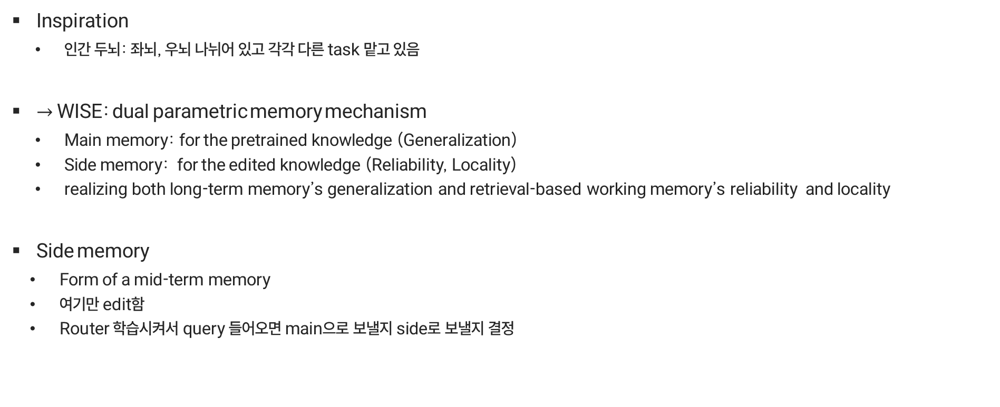 ▪ Inspiration
• 인간 두뇌: 좌뇌, 우뇌 나뉘어 있고 각각 다른 task 맡고 있음
▪ → WISE: dual parametric memory mechanism
• Main memory: for the pretrained knowledge (Generalization)
• Side memory: for the edited knowledge (Reliability, Locality)
• realizing both long-term memory’s generalization and retrieval-based working memory’s reliability and locality
▪ Side memory
• Form of a mid-term memory
• 여기만 edit함
• Router 학습시켜서 query 들어오면 main으로 보낼지 side로 보낼지 결정